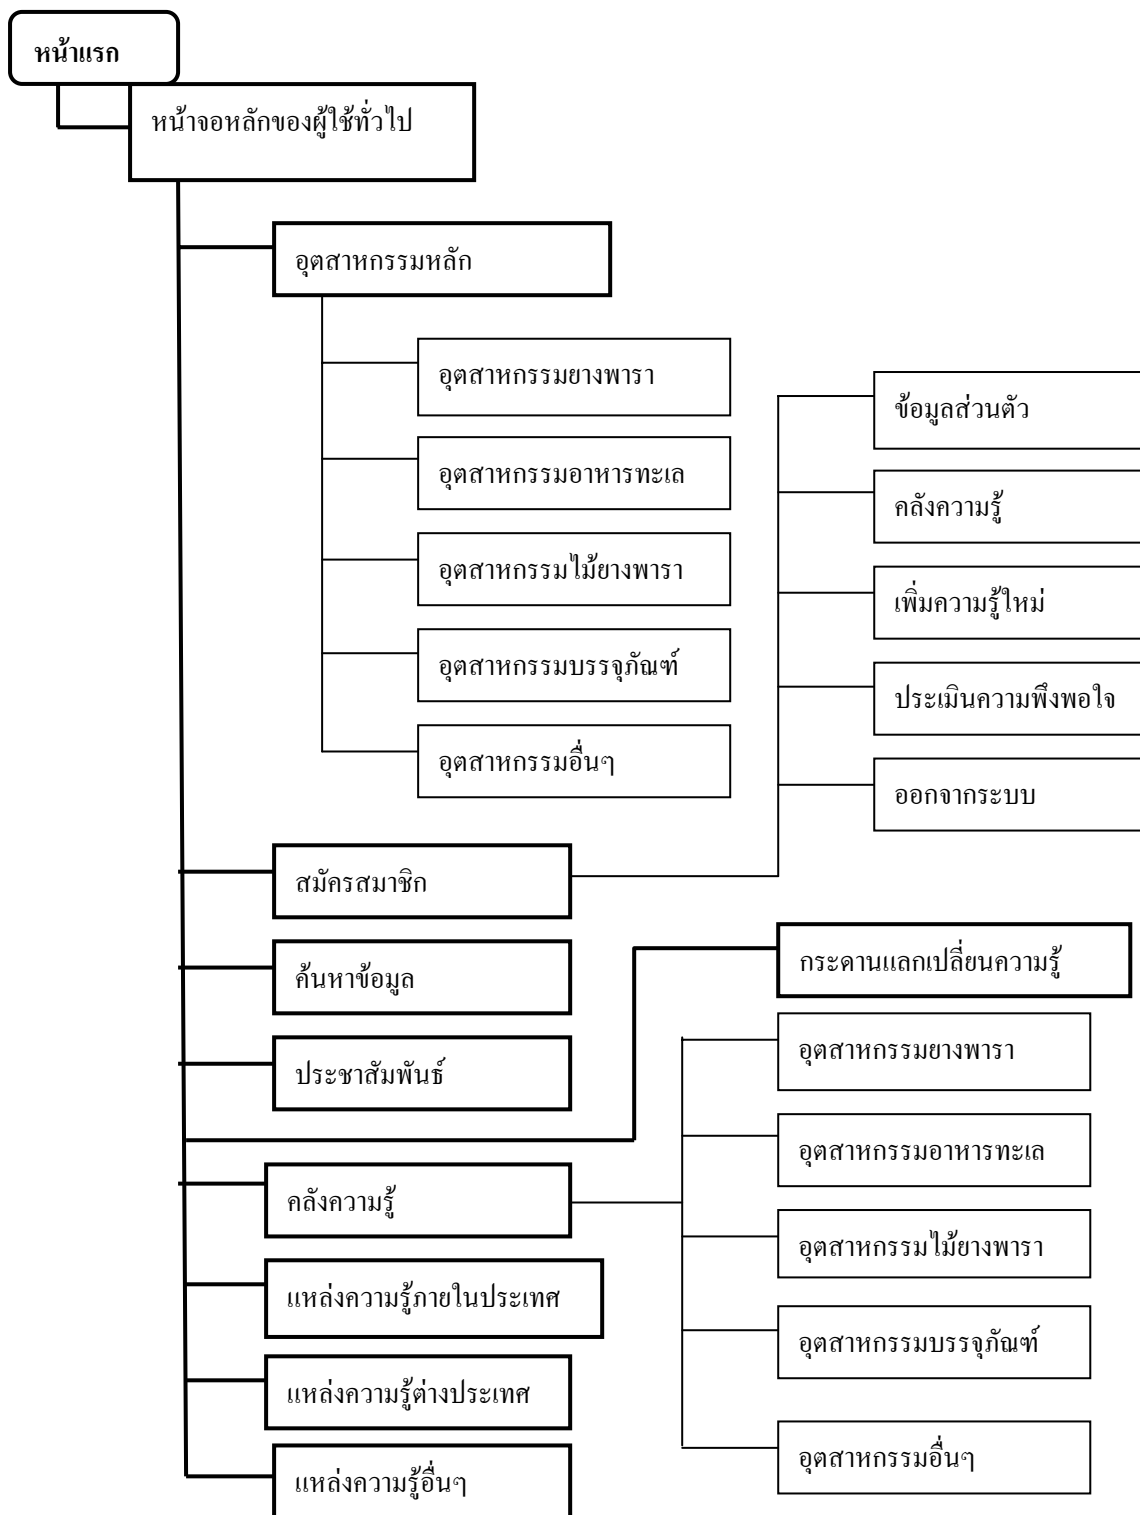 หน้าแรก
หน้าจอหลักของผู้ใช้ทั่วไป
อุตสาหกรรมหลัก
อุตสาหกรรมยางพารา
อุตสาหกรรมอาหารทะเล
อุตสาหกรรมไม้ยางพารา
อุตสาหกรรมบรรจุภัณฑ์
อุตสาหกรรมอื่นๆ
สมัครสมาชิก
ข้อมูลส่วนตัว
คลังความรู้
เพิ่มความรู้ใหม่
ประเมินความพึงพอใจ
ออกจากระบบ
ค้นหาข้อมูล
ประชาสัมพันธ์
กระดานแลกเปลี่ยนความรู้
คลังความรู้
อุตสาหกรรมยางพารา
อุตสาหกรรมอาหารทะเล
อุตสาหกรรมไม้ยางพารา
อุตสาหกรรมบรรจุภัณฑ์
อุตสาหกรรมอื่นๆ
แหล่งความรู้ภายในประเทศ
แหล่งความรู้ต่างประเทศ
แหล่งความรู้อื่นๆ